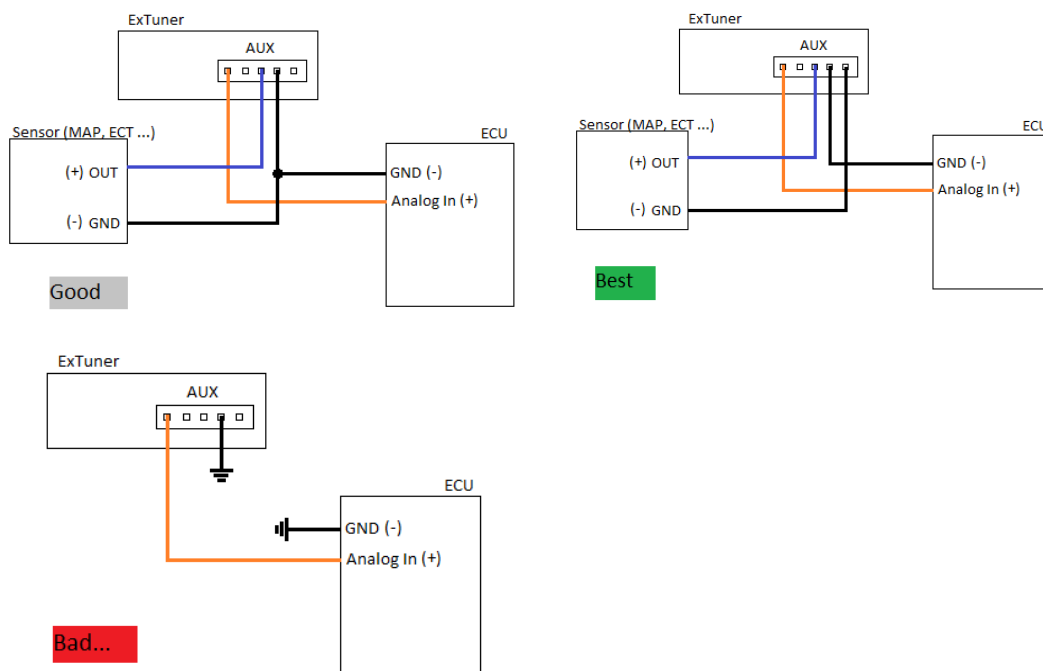 ExTuner
AUX
Sensor (MAP, ECT ...)
ECU
(+) OUT
GND (-)
Analog In (+)
(-) GND
Good
ExTuner
AUX
Sensor (MAP, ECT ...)
ECU
(+) OUT
GND (-)
Analog In (+)
(-) GND
Best
ExTuner
AUX
ECU
GND (-)
Analog In (+)
Bad...